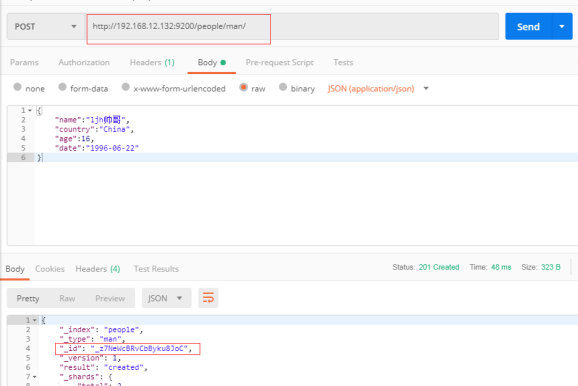 POST
http://192.168.12.132:9200/people/man/
Send
Params Authorization Headers (1) Body Pre-request Script Tests
none form-data x-www-form-urlencoded raw binary JSON (application/json)
1 {
2 "name":"ljh帅哥",
3 "country":"China",
4 "age":16,
5 "date":"1996-06-22"
6 }
Body Cookies Headers (4) Test Results Status: 201 Created Time: 48 ms Size: 323 B
Pretty Raw Preview JSON
1 {
2 "_index": "people",
3 "_type": "man",
4 "_id": "_z7NeWcBRvCbByku8JoC",
5 "_version": 1,
6 "result": "created",
7 "_shards": {
8 "total": 2,